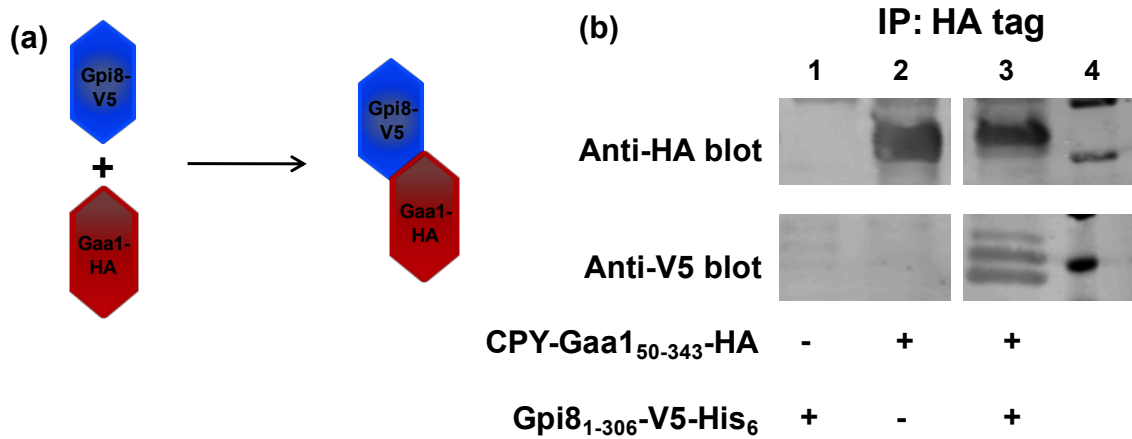 (a)
Gpi8-
V5
+
Gaa1-
HA
Gpi8-
V5
Gaa1-
HA
(b)
IP: HA tag
1 2 3 4
Anti-HA blot
Anti-V5 blot
CPY-Gaa1₅₀₋₃₄₃-HA - + +
Gpi8₁₋₃₀₆-V5-His₆ + - +